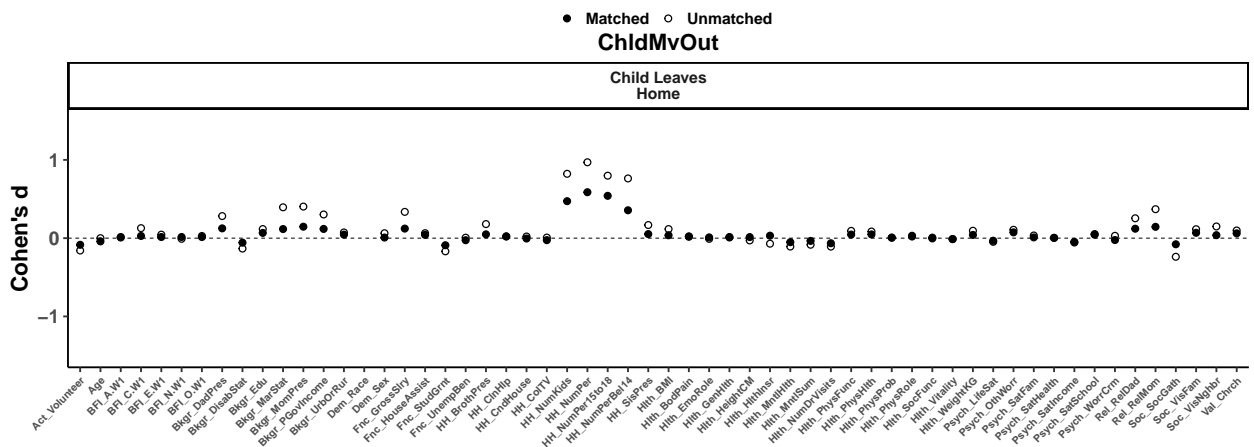 Matched Unmatched
ChldMvOut
Child Leaves
Home
Cohen's d
1
0
−1
Act_Volunteer
Age
BFI_A.W1
BFI_C.W1
BFI_E.W1
BFI_N.W1
BFI_O.W1
Bkgr_DadPres
Bkgr_DisabStat
Bkgr_Edu
Bkgr_MarStat
Bkgr_MomPres
Bkgr_PGovIncome
Bkgr_UrbOrRur
Dem_Race
Dem_Sex
Fnc_GrossSlry
Fnc_HouseAssist
Fnc_StudGrnt
Fnc_UnempBen
HH_BrothPres
HH_ClnHlp
HH_CndHouse
HH_ColTV
HH_NumKids
HH_NumPer
HH_NumPer15to18
HH_NumPerBel14
HH_SisPres
Hlth_BMI
Hlth_BodPain
Hlth_EmoRole
Hlth_GenHlth
Hlth_HeighCM
Hlth_HlthInsr
Hlth_MntHlth
Hlth_MntSum
Hlth_NumDrVisits
Hlth_PhysFunc
Hlth_PhysHlth
Hlth_PhysProb
Hlth_PhysRole
Hlth_SocFunc
Hlth_Vitality
Hlth_WeightKG
Psych_LifeSat
Psych_OthWorr
Psych_SatFam
Psych_SatHealth
Psych_SatIncome
Psych_SatSchool
Psych_WorrCrm
Rel_RelDad
Rel_RelMom
Soc_SocGath
Soc_VisFam
Soc_VisNghbr
Val_Chrch